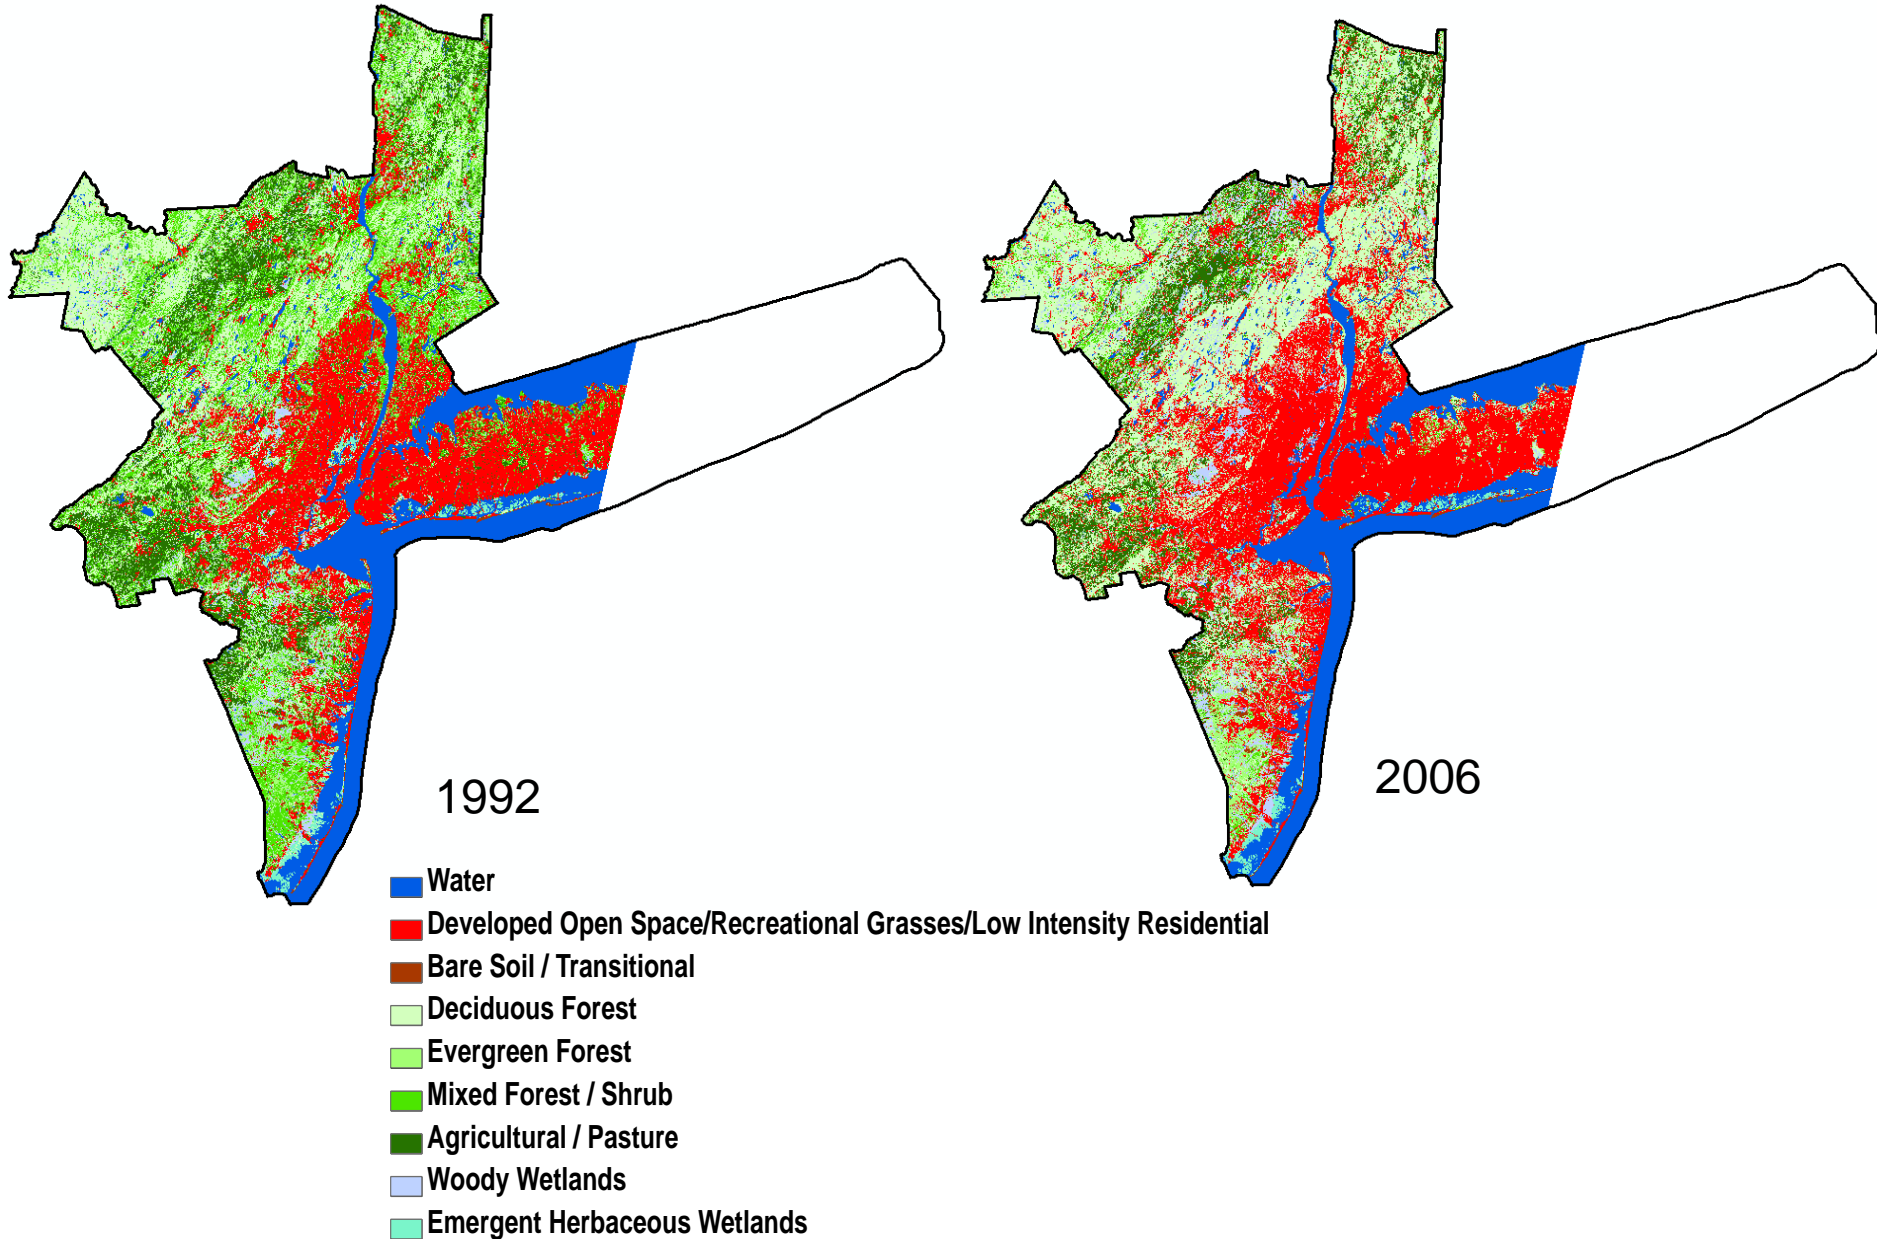 1992
2006
Water
Developed Open Space/Recreational Grasses/Low Intensity Residential
Bare Soil / Transitional
Deciduous Forest
Evergreen Forest
Mixed Forest / Shrub
Agricultural / Pasture
Woody Wetlands
Emergent Herbaceous Wetlands